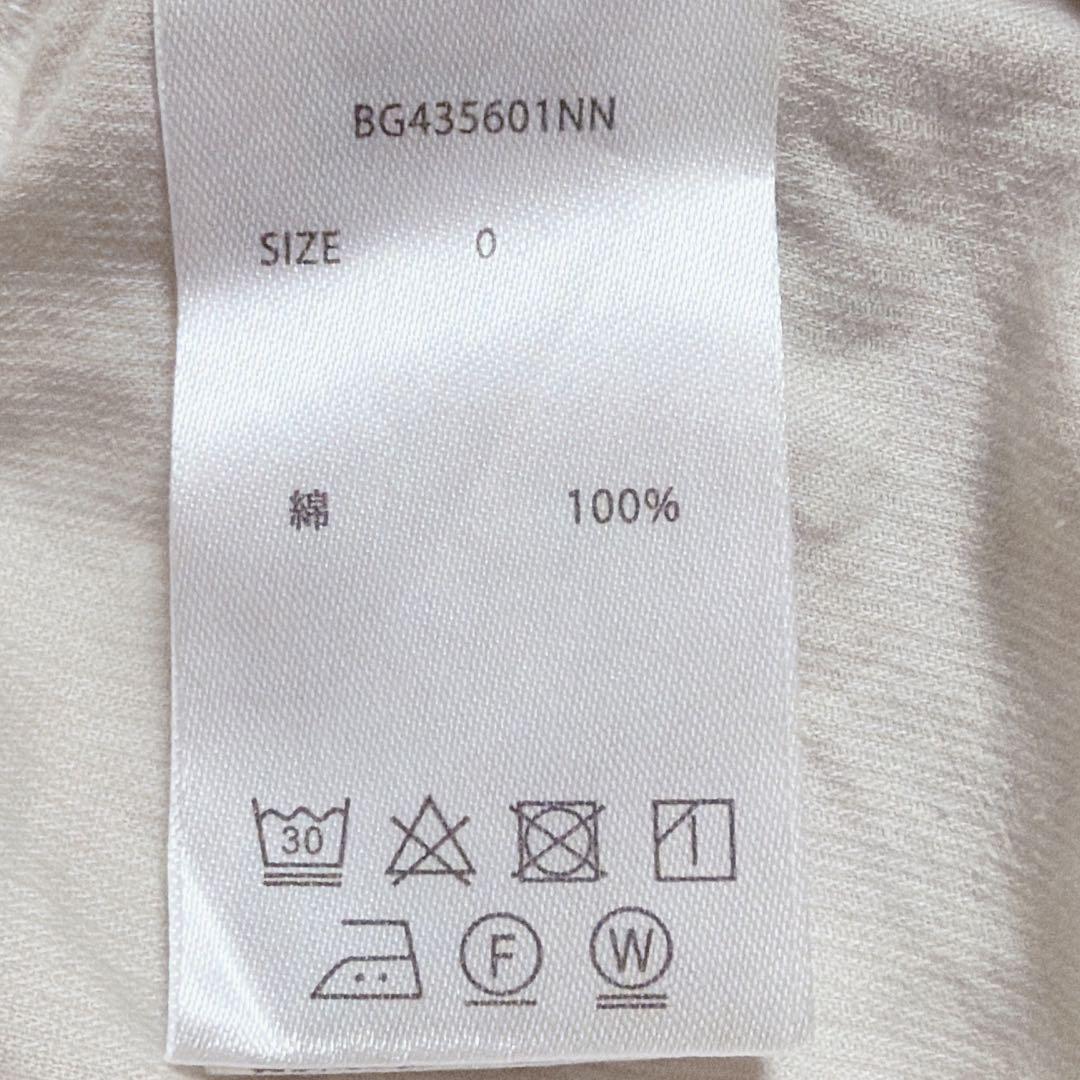 BG435601NN
SIZE 0
綿 100%
30
F W